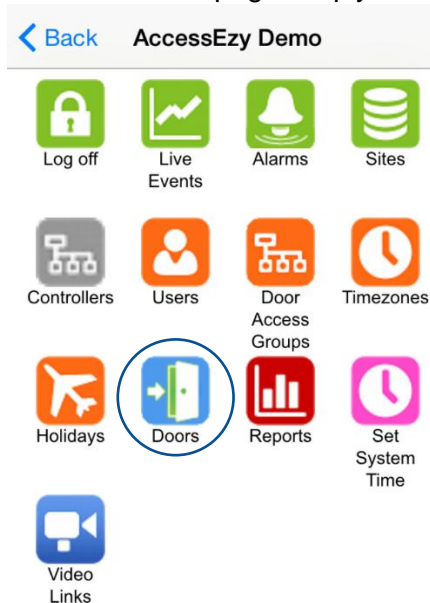 Back AccessEzy Demo
Log off Live Alarms Sites
Events
Controllers Users Door Timezones
Access
Groups
Holidays Doors Reports Set
System
Time
Video
Links